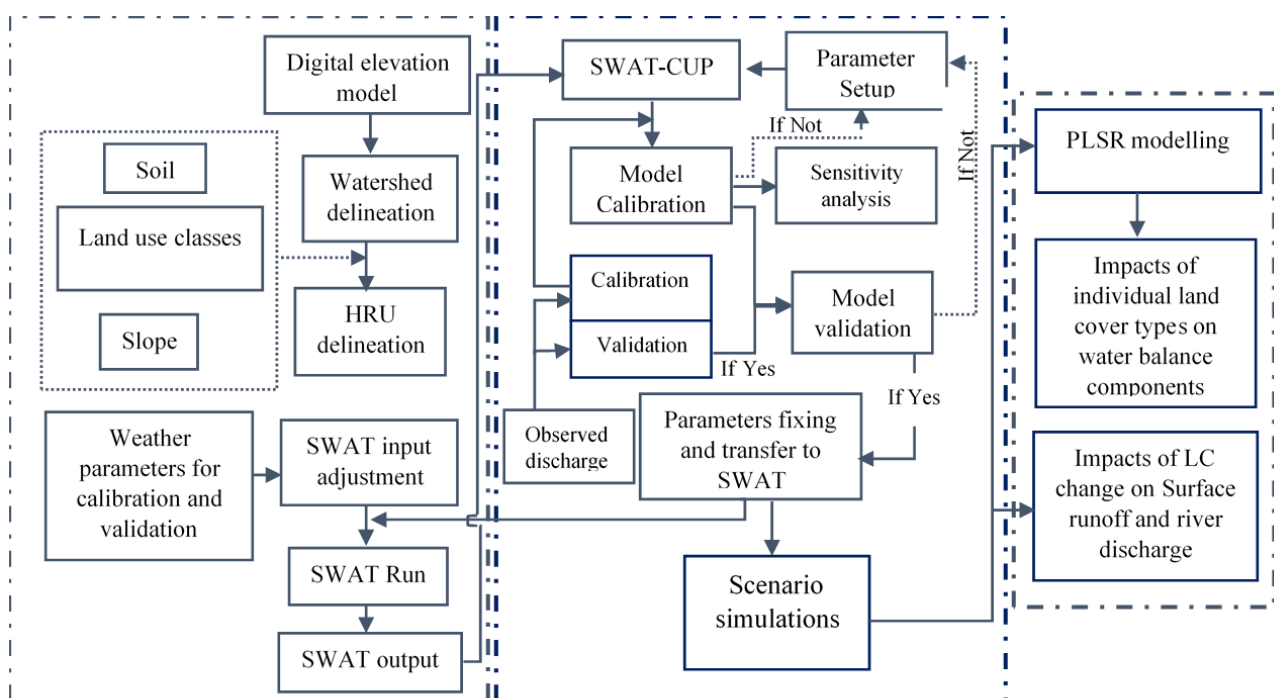 Digital elevation
model
Soil
Land use classes
Slope
Watershed
delineation
HRU
delineation
Weather
parameters for
calibration and
validation
SWAT input
adjustment
SWAT Run
SWAT output
SWAT-CUP
Parameter
Setup
If Not
Model
Calibration
Sensitivity
analysis
If Not
Calibration
Validation
If Yes
Model
validation
If Yes
Observed
discharge
Parameters fixing
and transfer to
SWAT
Scenario
simulations
PLSR modelling
Impacts of
individual land
cover types on
water balance
components
Impacts of LC
change on Surface
runoff and river
discharge